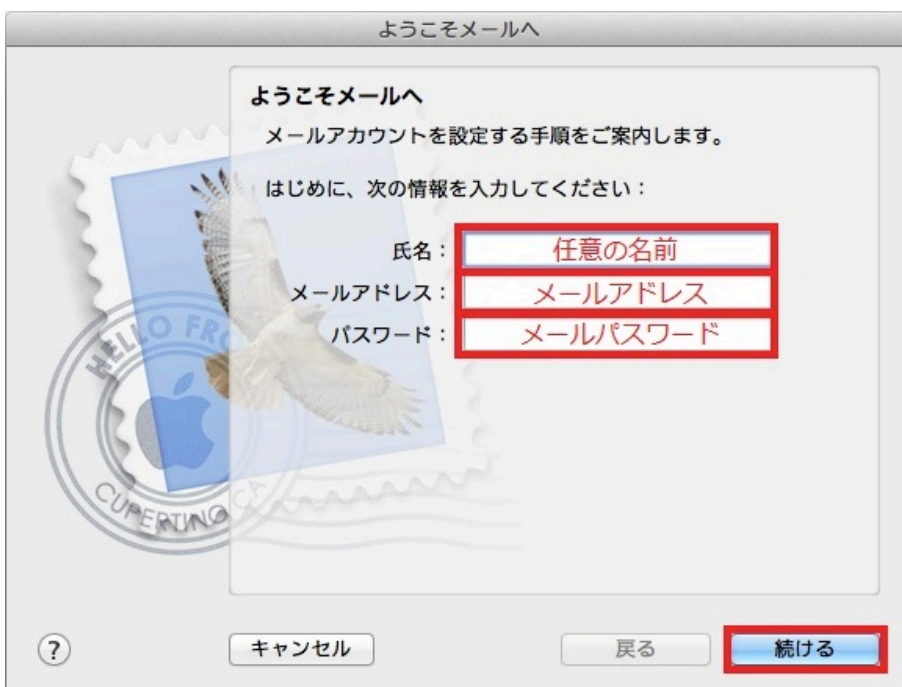 ようこそメールへ
ようこそメールへ
メールアカウントを設定する手順をご案内します。
はじめに、次の情報を入力してください：
氏名： 任意の名前
メールアドレス： メールアドレス
パスワード： メールパスワード
HELLO FRO
CUPERTINO CA
? キャンセル 戻る 続ける